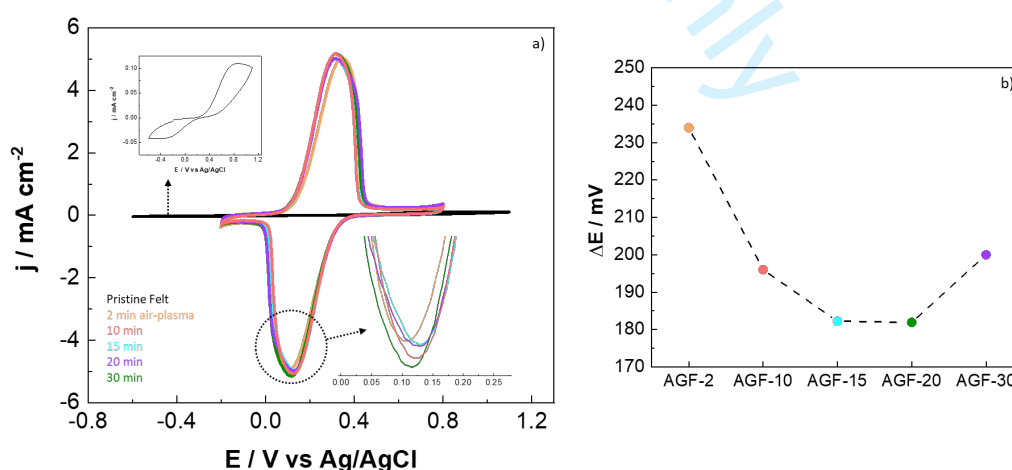 nly
a)
6
4
2
0
-2
-4
-6
j / mA cm-2
-0.8
-0.4
0.0
0.4
0.8
1.2
E / V vs Ag/AgCl
0.10
0.05
0.00
-0.05
j / mA cm-2
-0.4
0.0
0.4
0.8
1.2
E / V vs Ag/AgCl
Pristine Felt
2 min air-plasma
10 min
15 min
20 min
30 min
0.00
0.05
0.10
0.15
0.20
0.25
b)
250
240
230
220
210
200
190
180
170
ΔE / mV
AGF-2
AGF-10
AGF-15
AGF-20
AGF-30